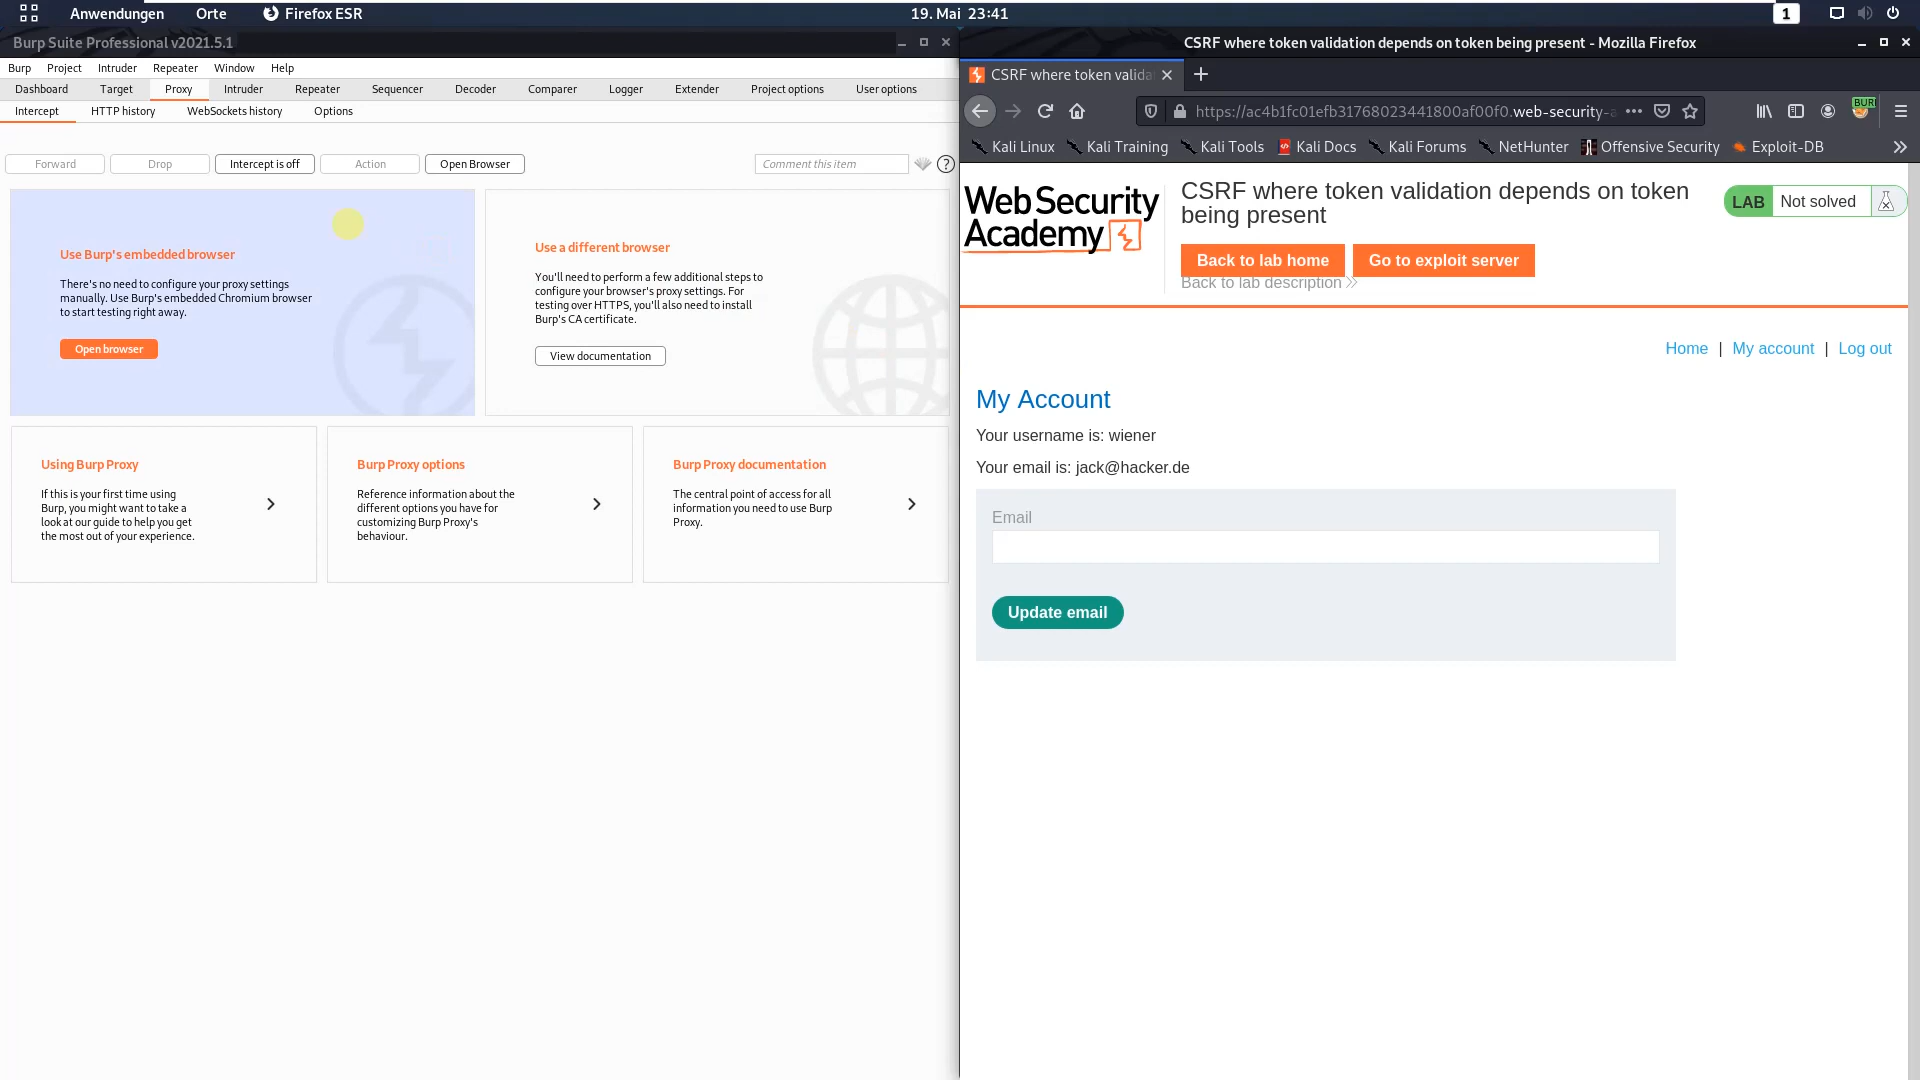 Anwendungen Orte Firefox ESR 19. Mai 23:41 1
Burp Suite Professional v2021.5.1
Burp Project Intruder Repeater Window Help
Dashboard Target Proxy Intruder Repeater Sequencer Decoder Comparer Logger Extender Project options User options
Intercept HTTP history WebSockets history Options
Forward Drop Intercept is off Action Open Browser Comment this item ?
Use Burp's embedded browser
There's no need to configure your proxy settings
manually. Use Burp's embedded Chromium browser
to start testing right away.
Open browser
Use a different browser
You'll need to perform a few additional steps to
configure your browser's proxy settings. For
testing over HTTPS, you'll also need to install
Burp's CA certificate.
View documentation
Using Burp Proxy
If this is your first time using
Burp, you might want to take a
look at our guide to help you get
the most out of your experience.
Burp Proxy options
Reference information about the
different options you have for
customizing Burp Proxy's
behaviour.
Burp Proxy documentation
The central point of access for all
information you need to use Burp
Proxy.
CSRF where token validation depends on token being present - Mozilla Firefox
CSRF where token valida
https://ac4b1fc01efb31768023441800af00f0.web-security-a
BUR
Kali Linux Kali Training Kali Tools Kali Docs Kali Forums NetHunter Offensive Security Exploit-DB
Web Security
Academy
CSRF where token validation depends on token
being present
Back to lab home Go to exploit server
Back to lab description
LAB Not solved
Home | My account | Log out
My Account
Your username is: wiener
Your email is: jack@hacker.de
Email
Update email